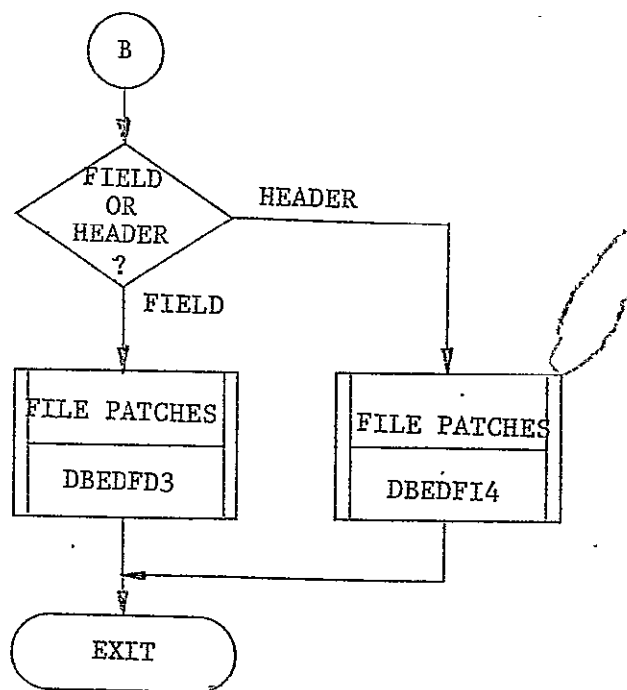 B
FIELD
OR
HEADER
?
HEADER
FIELD
FILE PATCHES
DBEDFD3
FILE PATCHES
DBEDFI4
EXIT